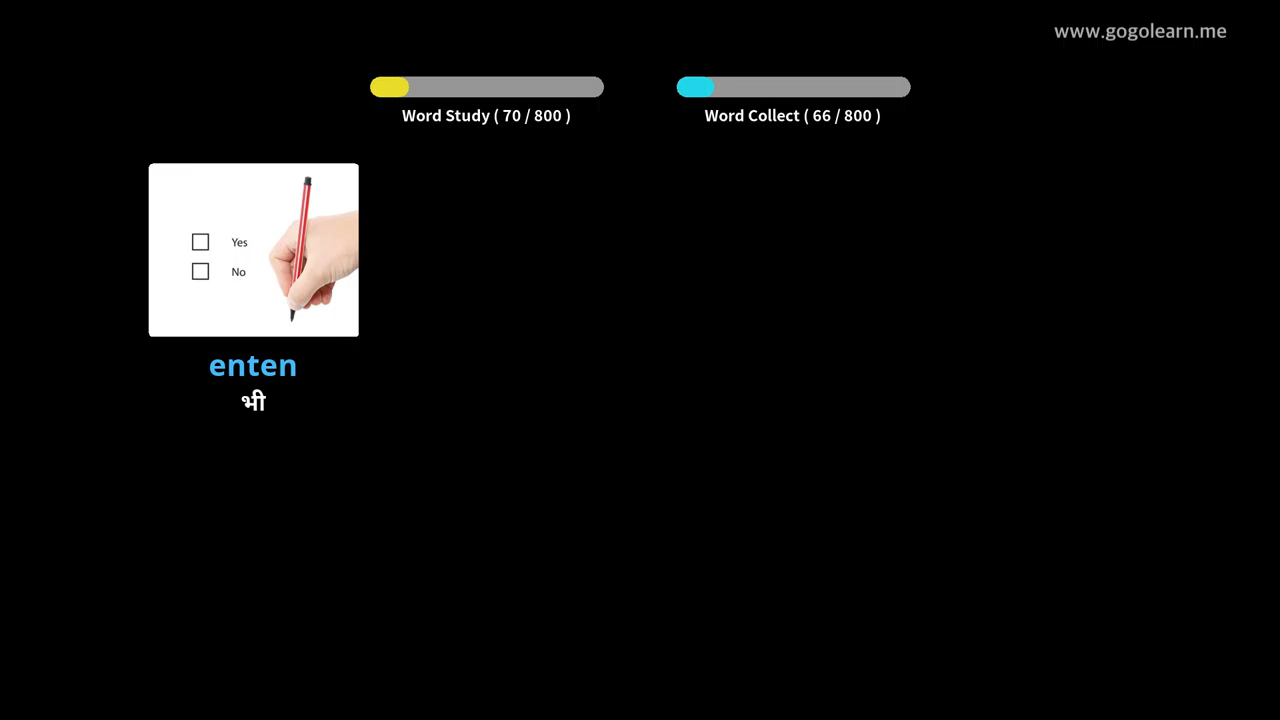 www.gogolearn.me
Word Study ( 70 / 800 )
Word Collect ( 66 / 800 )
Yes
No
enten
भी